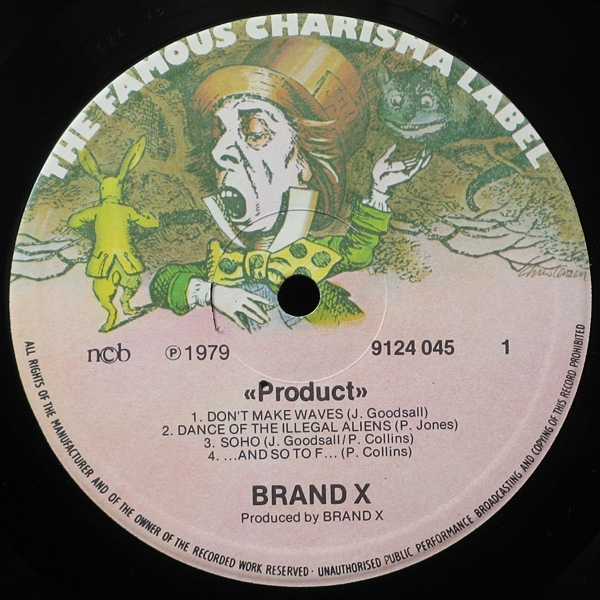 THE FAMOUS CHARISMA LABEL
ncb ℗ 1979 9124 045 1
«Product»
1. DON'T MAKE WAVES (J. Goodsall)
2. DANCE OF THE ILLEGAL ALIENS (P. Jones)
3. SOHO (J. Goodsall/P. Collins)
4. ...AND SO TO F... (P. Collins)
BRAND X
Produced by BRAND X
ALL RIGHTS OF THE MANUFACTURER AND OF THE OWNER OF THE RECORDED WORK RESERVED · UNAUTHORISED PUBLIC PERFORMANCE BROADCASTING AND COPYING OF THIS RECORD PROHIBITED